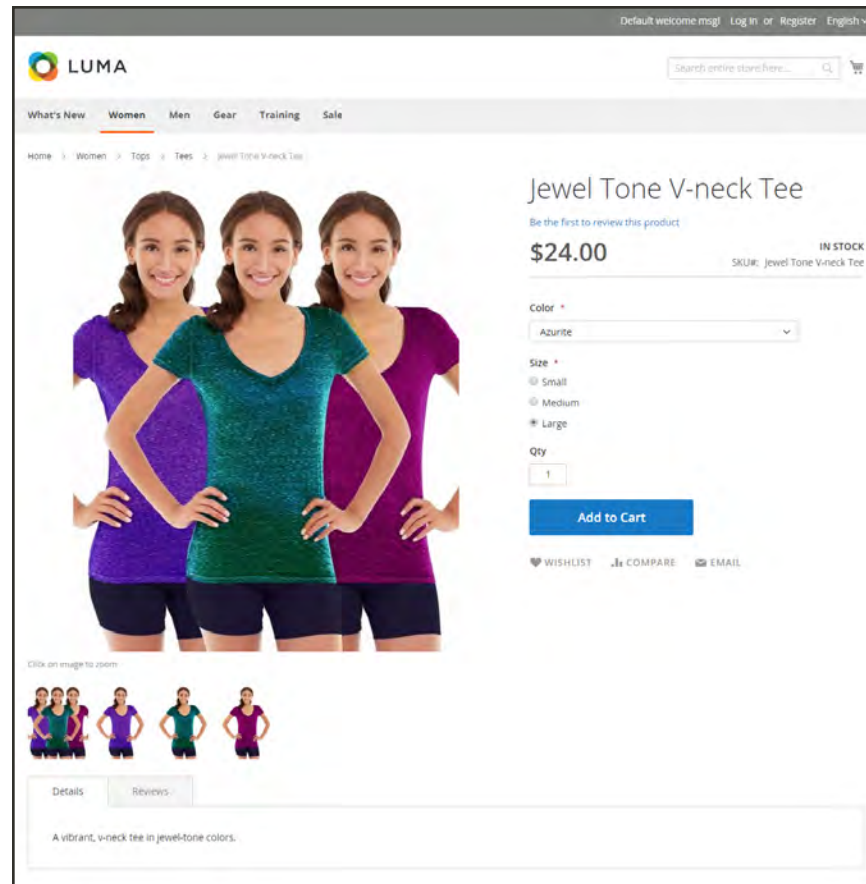 Default welcome msg! Log In or Register English
LUMA
Search entire store here...
What's New Women Men Gear Training Sale
Home > Women > Tops > Tees > Jewel Tone V-neck Tee
Jewel Tone V-neck Tee
Be the first to review this product
$24.00
IN STOCK
SKU#: Jewel Tone V-neck Tee
Color *
Azurite
Size *
Small
Medium
Large
Qty
1
Add to Cart
WISHLIST COMPARE EMAIL
Click on image to zoom
Details Reviews
A vibrant, v-neck tee in jewel-tone colors.